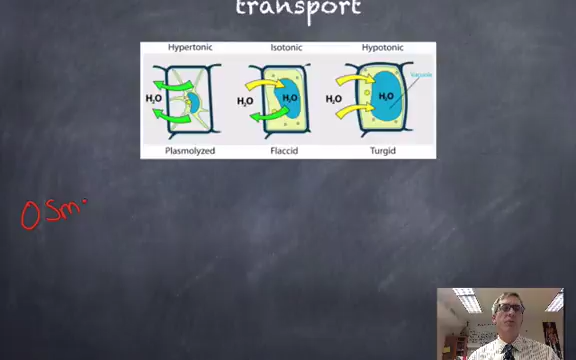 transport
Hypertonic Isotonic Hypotonic
Vacuole
H₂O H₂O H₂O H₂O H₂O
Plasmolyzed Flaccid Turgid
Osm